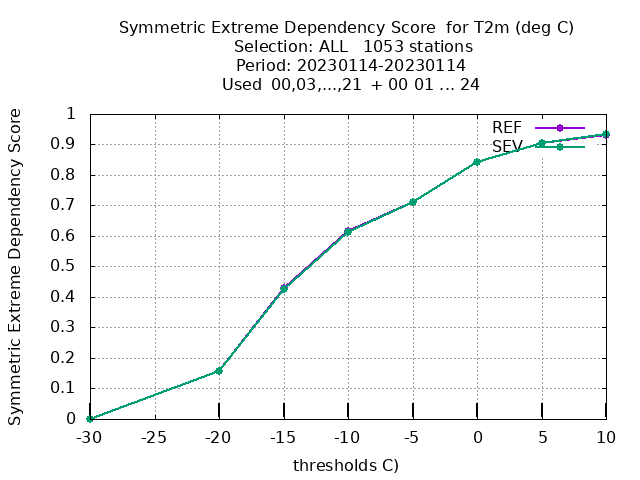 Symmetric Extreme Dependency Score  for T2m (deg C)
Selection: ALL   1053 stations
Period: 20230114-20230114
Used  00,03,...,21  + 00 01 ... 24
Symmetric Extreme Dependency Score
1
0.9
0.8
0.7
0.6
0.5
0.4
0.3
0.2
0.1
0
REF
SEV
-30 -25 -20 -15 -10 -5 0 5 10
thresholds C)